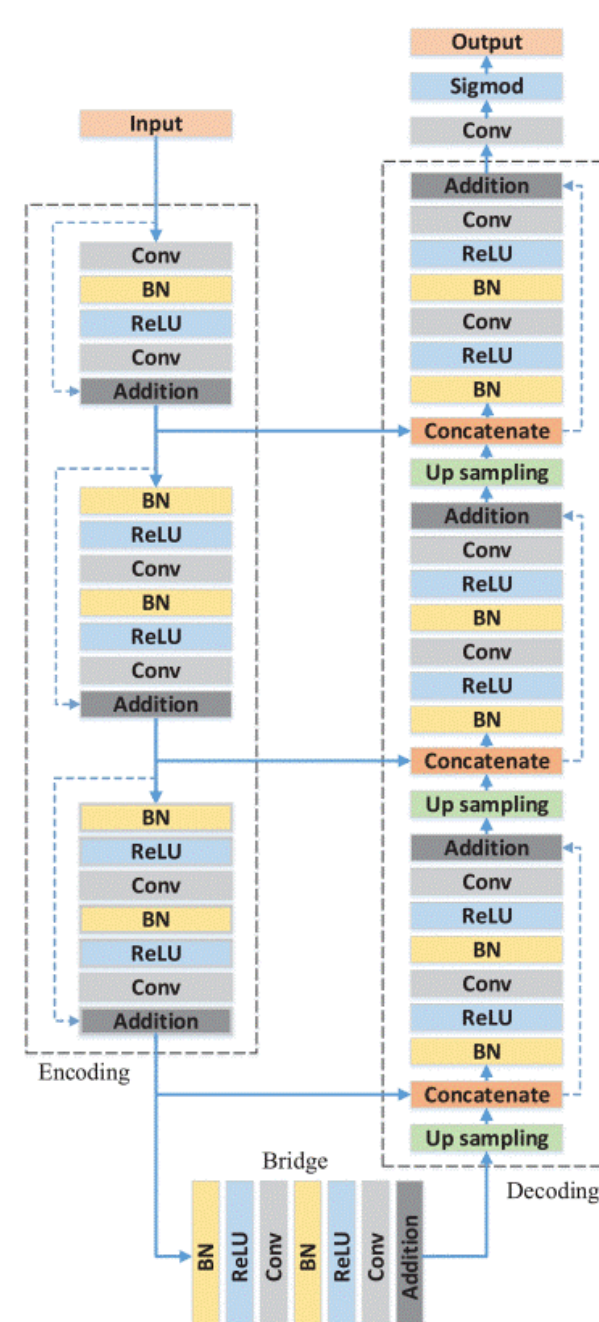 Input
Conv
BN
ReLU
Conv
Addition
BN
ReLU
Conv
BN
ReLU
Conv
Addition
BN
ReLU
Conv
BN
ReLU
Conv
Addition
Encoding
Bridge
BN
ReLU
Conv
BN
ReLU
Conv
Addition
Output
Sigmod
Conv
Addition
Conv
ReLU
BN
Conv
ReLU
BN
Concatenate
Up sampling
Addition
Conv
ReLU
BN
Conv
ReLU
BN
Concatenate
Up sampling
Addition
Conv
ReLU
BN
Conv
ReLU
BN
Concatenate
Up sampling
Decoding